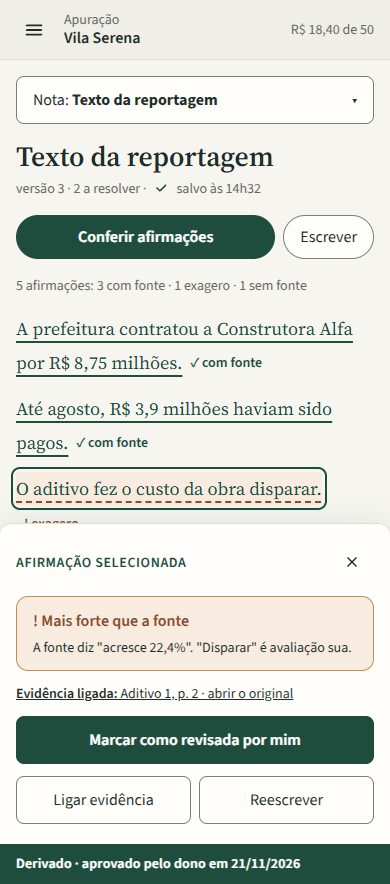 Apuração
Vila Serena
R$ 18,40 de 50
Nota: Texto da reportagem
Texto da reportagem
versão 3 · 2 a resolver · ✓ salvo às 14h32
Conferir afirmações
Escrever
5 afirmações: 3 com fonte · 1 exagero · 1 sem fonte
A prefeitura contratou a Construtora Alfa
por R$ 8,75 milhões. ✓ com fonte
Até agosto, R$ 3,9 milhões haviam sido
pagos. ✓ com fonte
O aditivo fez o custo da obra disparar.
! exagero
AFIRMAÇÃO SELECIONADA
! Mais forte que a fonte
A fonte diz "acresce 22,4%". "Disparar" é avaliação sua.
Evidência ligada: Aditivo 1, p. 2 · abrir o original
Marcar como revisada por mim
Ligar evidência
Reescrever
Derivado · aprovado pelo dono em 21/11/2026